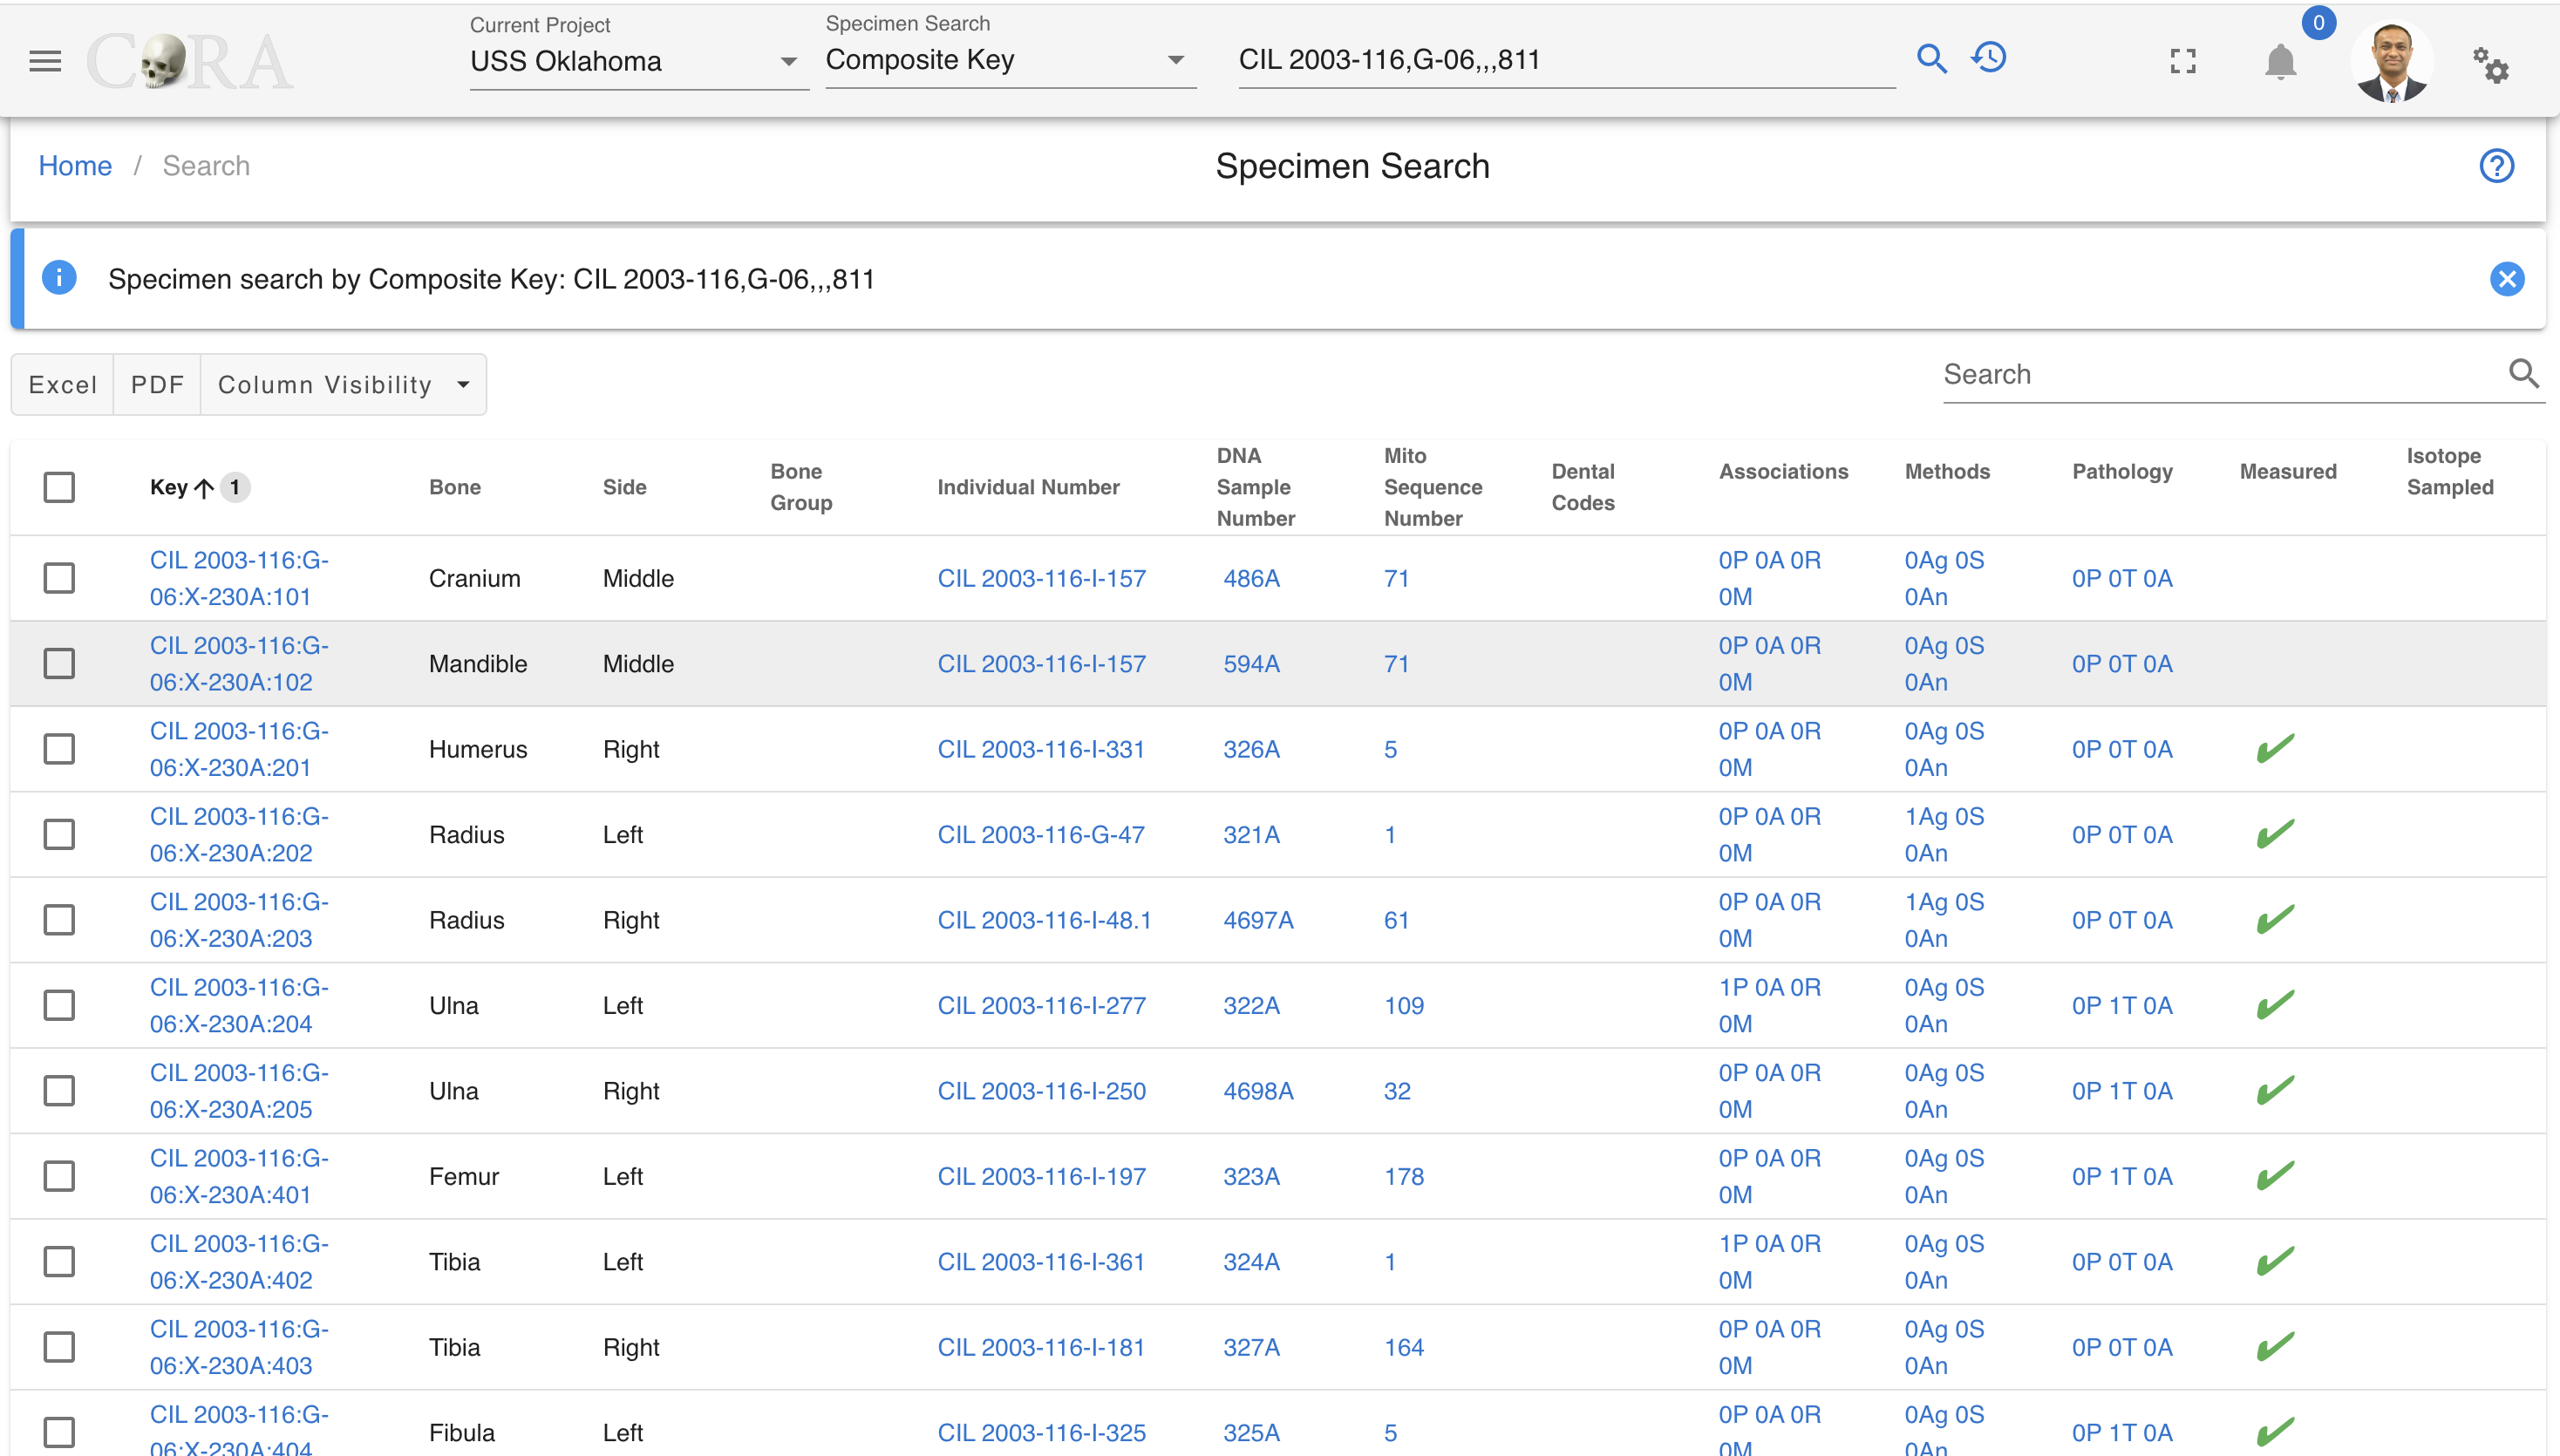 Current Project
USS Oklahoma
Specimen Search
Composite Key
CIL 2003-116,G-06,,,811
0
CORA
Home / Search
Specimen Search
Specimen search by Composite Key: CIL 2003-116,G-06,,,811
Excel PDF Column Visibility
Search
Key 1 Bone Side Bone Group Individual Number DNA Sample Number Mito Sequence Number Dental Codes Associations Methods Pathology Measured Isotope Sampled
CIL 2003-116:G-06:X-230A:101 Cranium Middle CIL 2003-116-I-157 486A 71 0P 0A 0R 0M 0Ag 0S 0An 0P 0T 0A
CIL 2003-116:G-06:X-230A:102 Mandible Middle CIL 2003-116-I-157 594A 71 0P 0A 0R 0M 0Ag 0S 0An 0P 0T 0A
CIL 2003-116:G-06:X-230A:201 Humerus Right CIL 2003-116-I-331 326A 5 0P 0A 0R 0M 0Ag 0S 0An 0P 0T 0A
CIL 2003-116:G-06:X-230A:202 Radius Left CIL 2003-116-G-47 321A 1 0P 0A 0R 0M 1Ag 0S 0An 0P 0T 0A
CIL 2003-116:G-06:X-230A:203 Radius Right CIL 2003-116-I-48.1 4697A 61 0P 0A 0R 0M 1Ag 0S 0An 0P 0T 0A
CIL 2003-116:G-06:X-230A:204 Ulna Left CIL 2003-116-I-277 322A 109 1P 0A 0R 0M 0Ag 0S 0An 0P 1T 0A
CIL 2003-116:G-06:X-230A:205 Ulna Right CIL 2003-116-I-250 4698A 32 0P 0A 0R 0M 0Ag 0S 0An 0P 1T 0A
CIL 2003-116:G-06:X-230A:401 Femur Left CIL 2003-116-I-197 323A 178 0P 0A 0R 0M 0Ag 0S 0An 0P 1T 0A
CIL 2003-116:G-06:X-230A:402 Tibia Left CIL 2003-116-I-361 324A 1 1P 0A 0R 0M 0Ag 0S 0An 0P 0T 0A
CIL 2003-116:G-06:X-230A:403 Tibia Right CIL 2003-116-I-181 327A 164 0P 0A 0R 0M 0Ag 0S 0An 0P 0T 0A
CIL 2003-116:G-06:X-230A:404 Fibula Left CIL 2003-116-I-325 325A 5 0P 0A 0R 0M 0Ag 0S 0An 0P 1T 0A